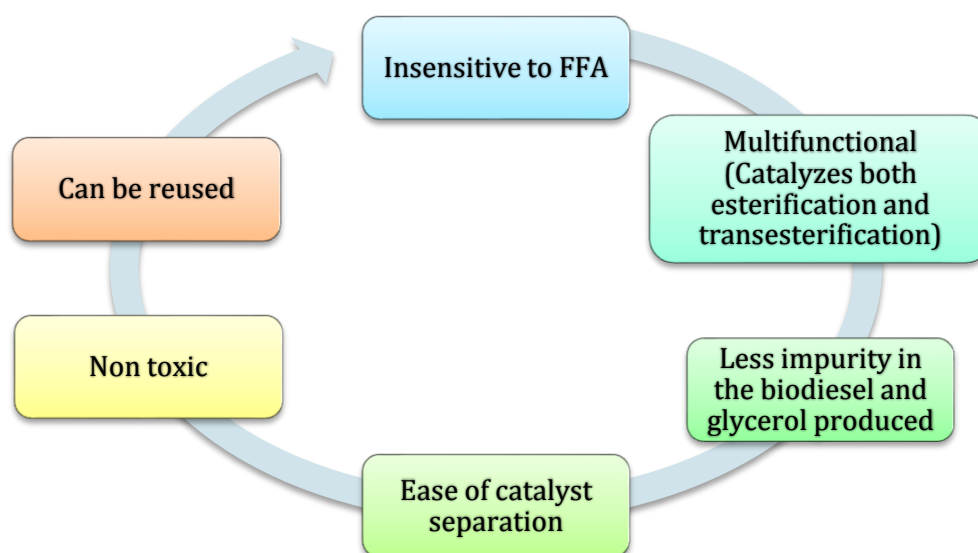 Insensitive to FFA
Multifunctional
(Catalyzes both
esterification and
transesterification)
Less impurity in
the biodiesel and
glycerol produced
Ease of catalyst
separation
Non toxic
Can be reused